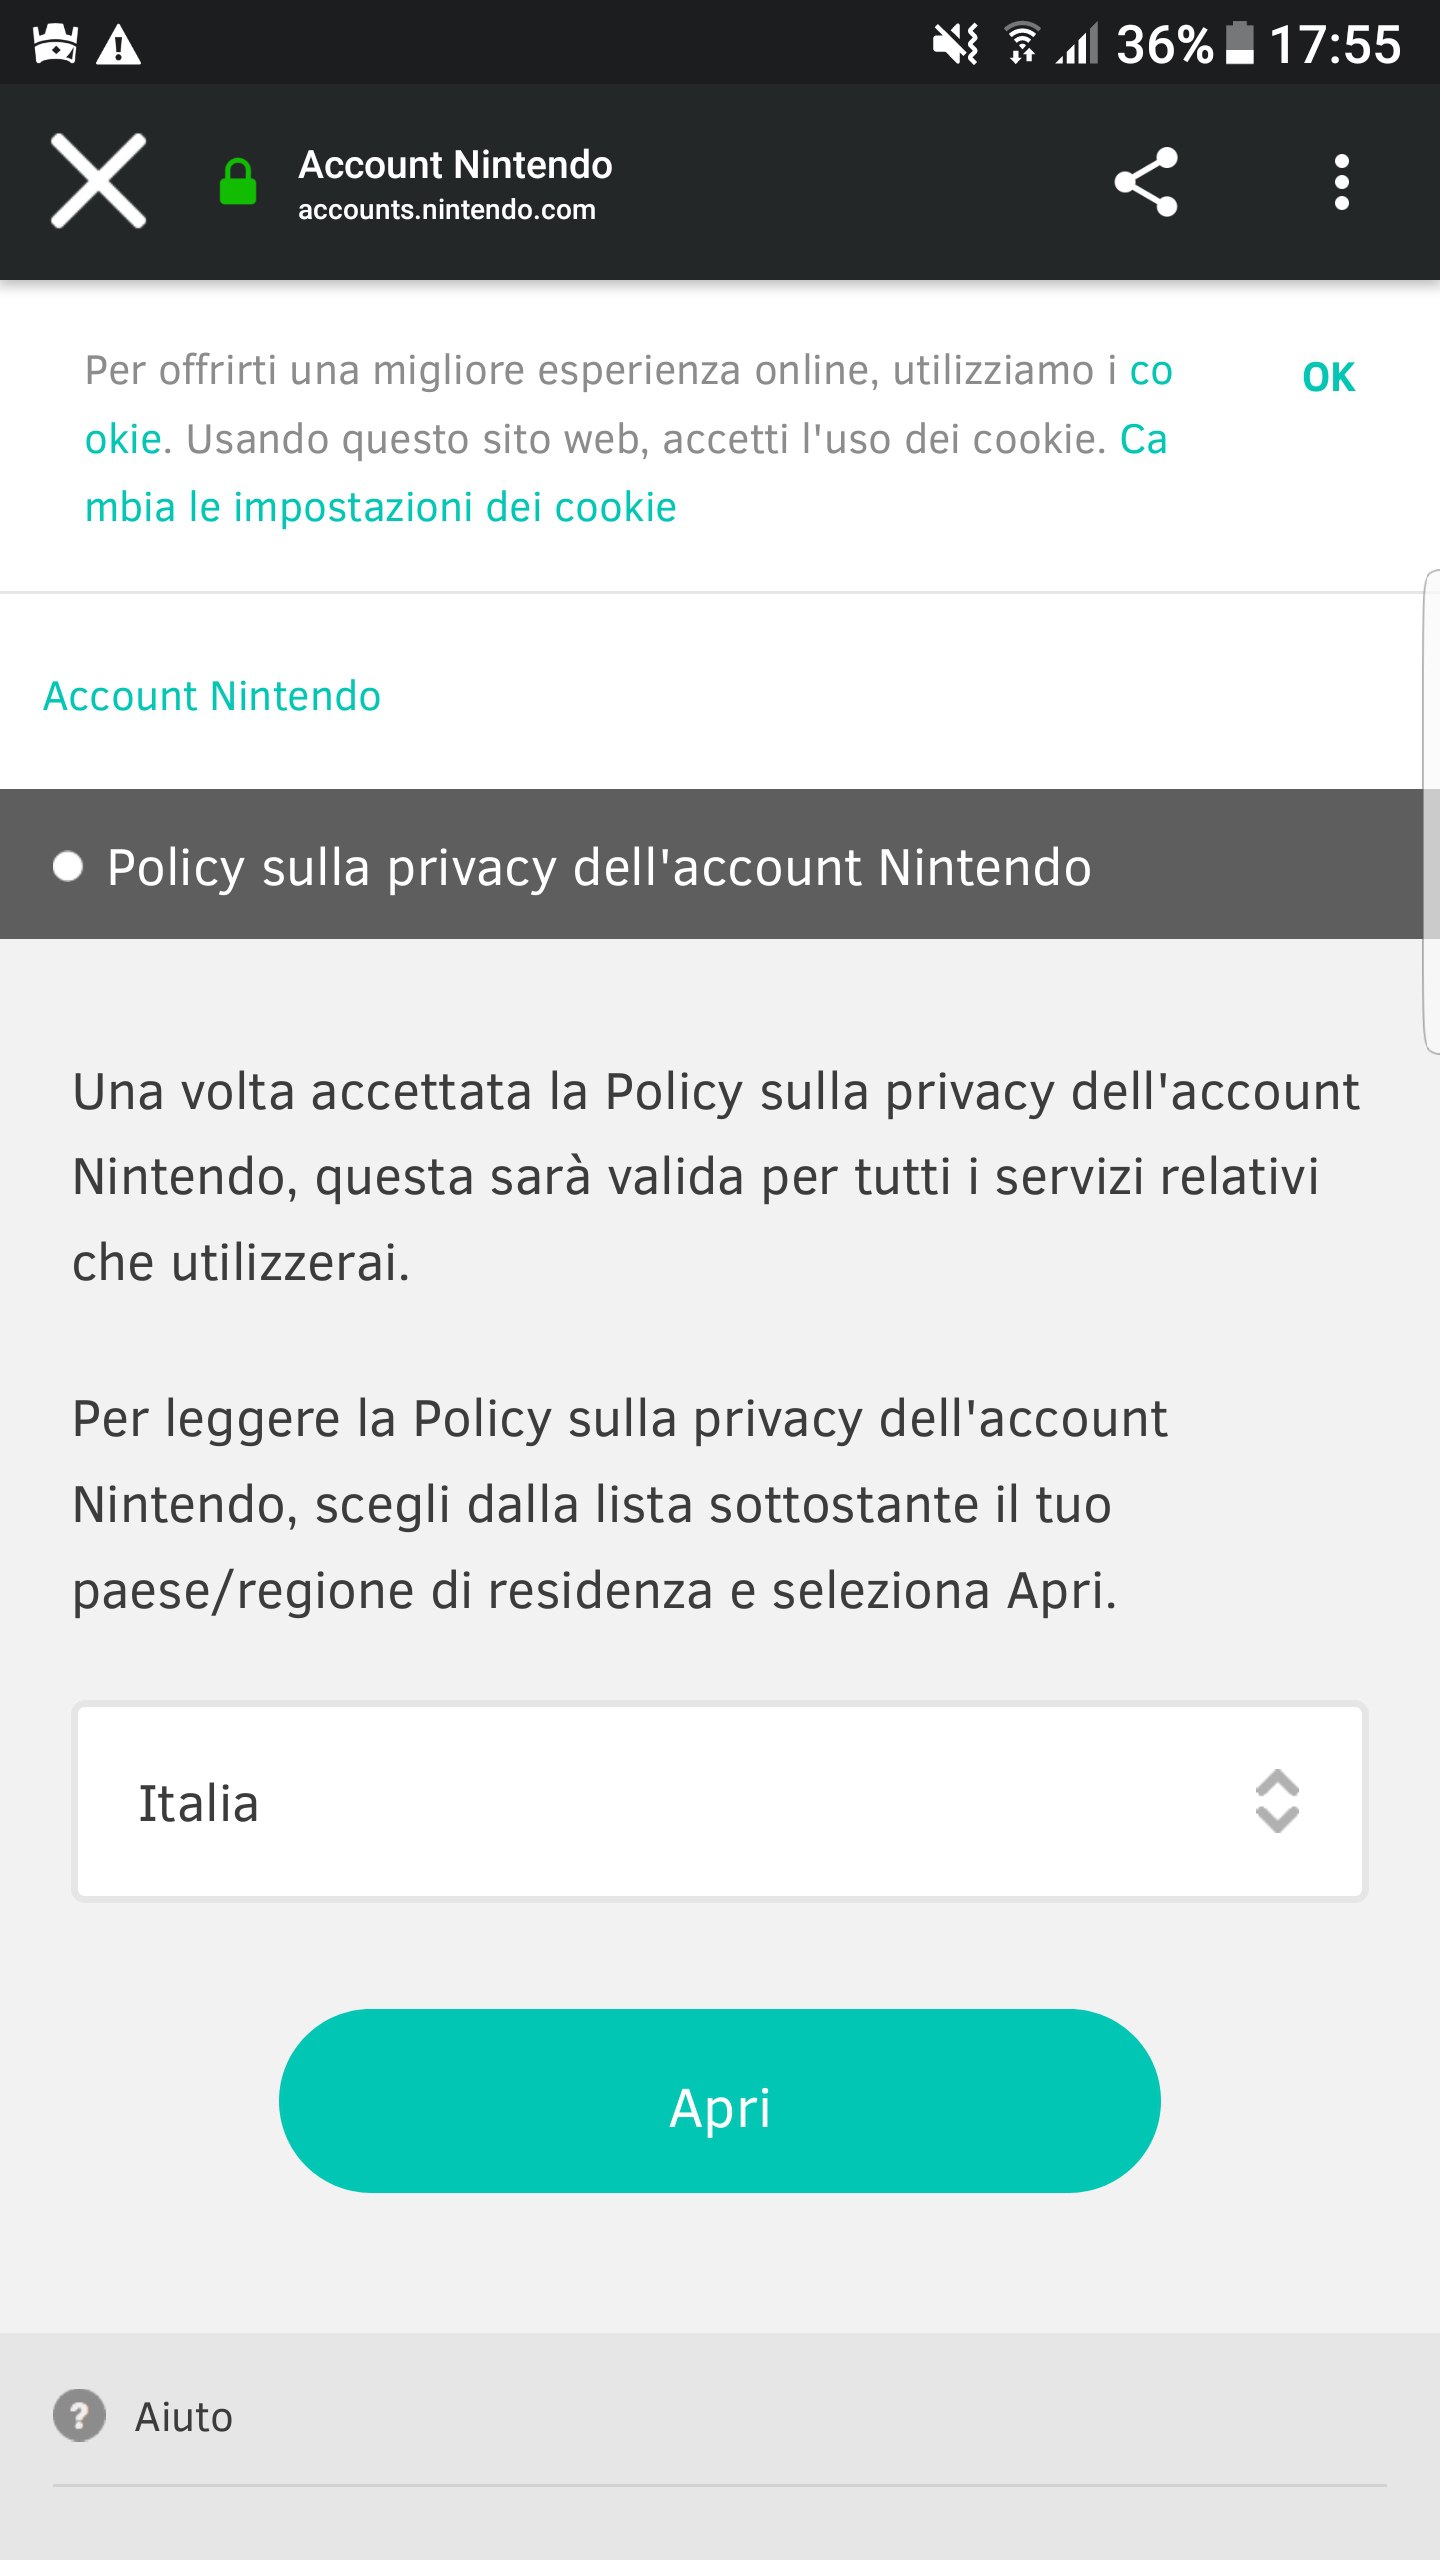 36% 17:55
Account Nintendo
accounts.nintendo.com
Per offrirti una migliore esperienza online, utilizziamo i co
okie. Usando questo sito web, accetti l'uso dei cookie. Ca
mbia le impostazioni dei cookie
OK
Account Nintendo
Policy sulla privacy dell'account Nintendo
Una volta accettata la Policy sulla privacy dell'account
Nintendo, questa sarà valida per tutti i servizi relativi
che utilizzerai.
Per leggere la Policy sulla privacy dell'account
Nintendo, scegli dalla lista sottostante il tuo
paese/regione di residenza e seleziona Apri.
Italia
Apri
? Aiuto